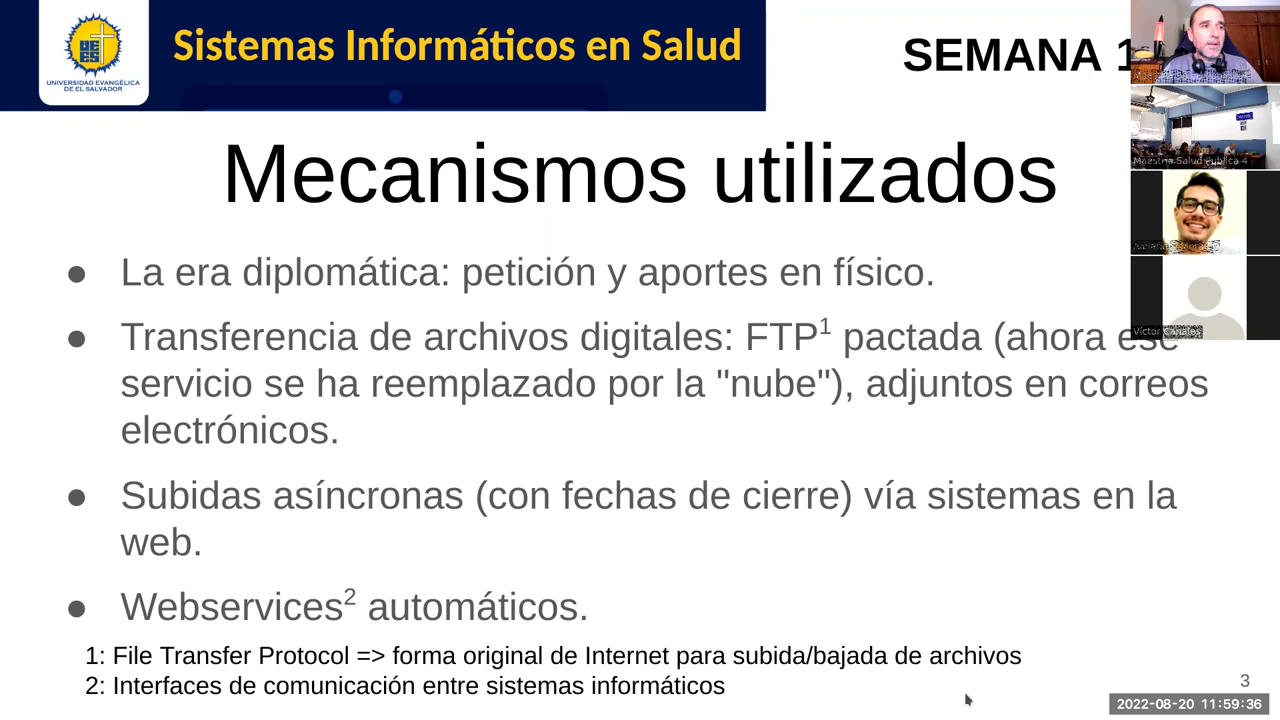 Sistemas Informáticos en Salud
SEMANA 1
UNIVERSIDAD EVANGÉLICA
DE EL SALVADOR
Mecanismos utilizados
● La era diplomática: petición y aportes en físico.
● Transferencia de archivos digitales: FTP1 pactada (ahora ese
servicio se ha reemplazado por la "nube"), adjuntos en correos
electrónicos.
● Subidas asíncronas (con fechas de cierre) vía sistemas en la
web.
● Webservices2 automáticos.
1: File Transfer Protocol => forma original de Internet para subida/bajada de archivos
2: Interfaces de comunicación entre sistemas informáticos
3
Maestria Salud Publica 4
Víctor Canales
2022-08-20 11:59:36